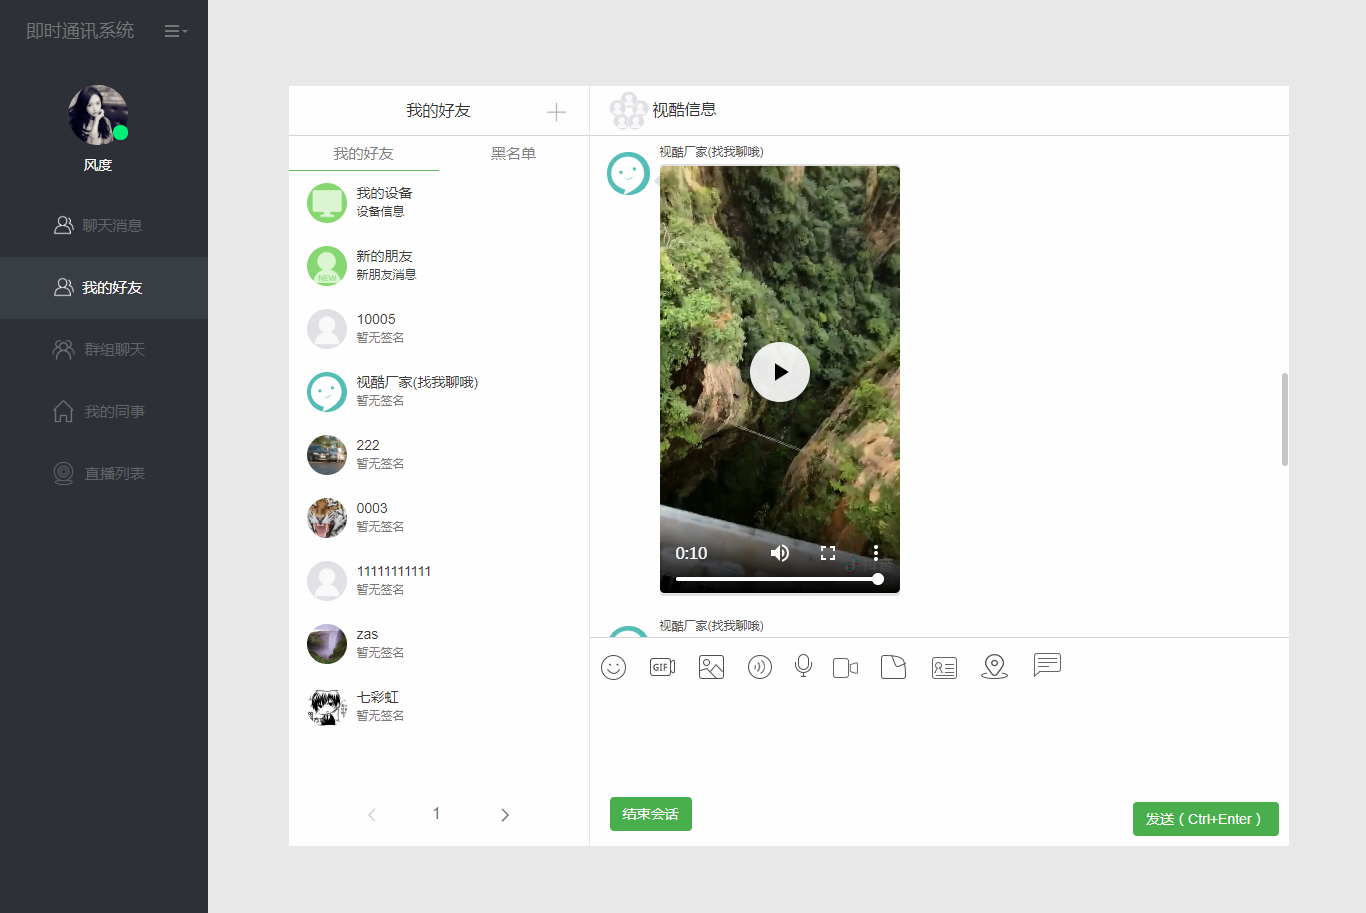 即时通讯系统
风度
聊天消息
我的好友
群组聊天
我的同事
直播列表
我的好友
我的好友
黑名单
我的设备
设备信息
新的朋友
新朋友消息
NEW
10005
暂无签名
视酷厂家(找我聊哦)
暂无签名
222
暂无签名
0003
暂无签名
11111111111
暂无签名
zas
暂无签名
七彩虹
暂无签名
1
视酷信息
视酷厂家(找我聊哦)
0:10
抖音
视酷厂家(找我聊哦)
GIF
结束会话
发送（Ctrl+Enter）